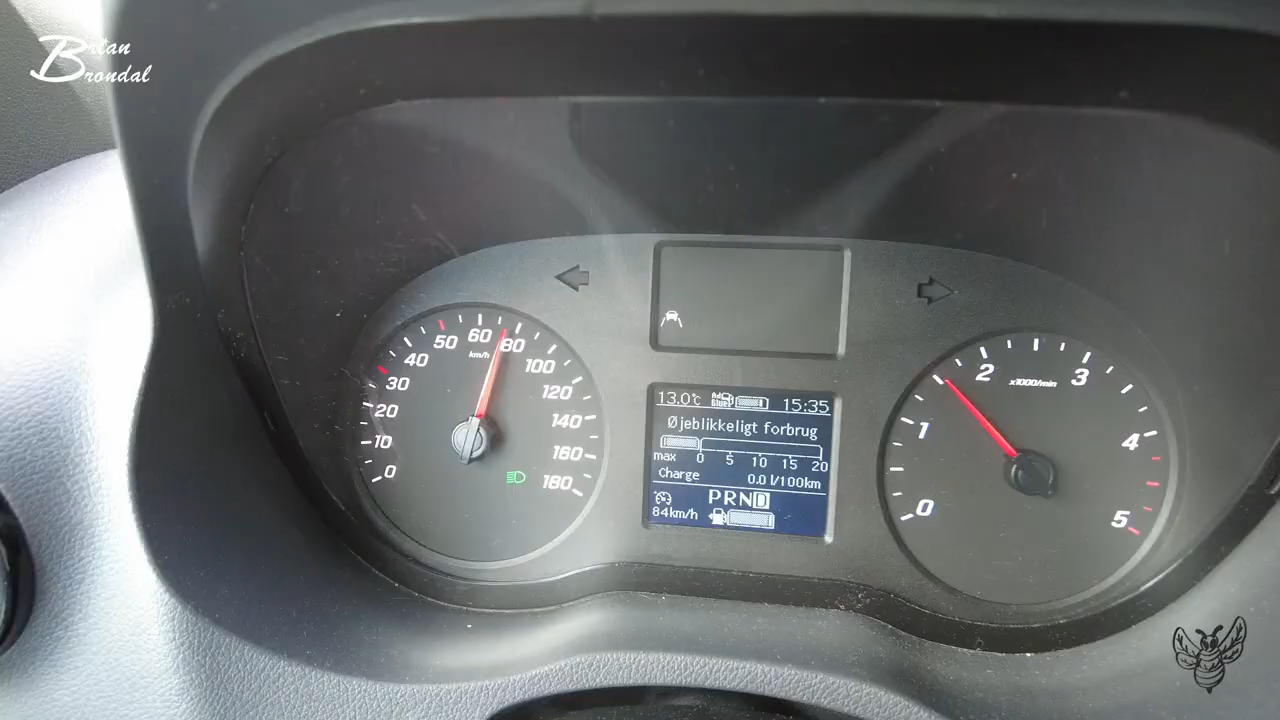 Brian
Brondal
0 10 20 30 40 50 60 80 100 120 140 160 180
km/h
13.0°C AdBlue 15:35
Øjeblikkeligt forbrug
max 0 5 10 15 20
Charge 0.0 l/100km
PRND
84km/h
0 1 2 3 4 5
x1000/min